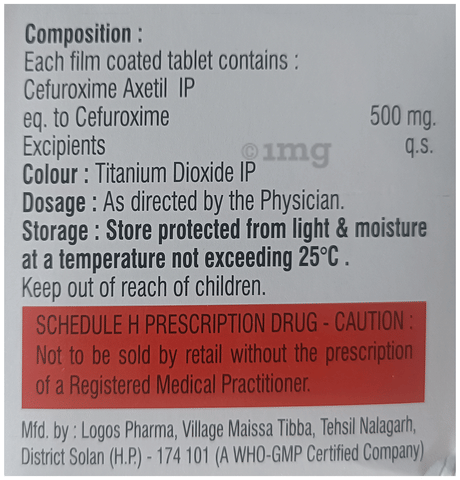 Composition :
Each film coated tablet contains :
Cefuroxime Axetil IP
eq. to Cefuroxime 500 mg.
Excipients q.s.
©1mg
Colour : Titanium Dioxide IP
Dosage : As directed by the Physician.
Storage : Store protected from light & moisture
at a temperature not exceeding 25°C .
Keep out of reach of children.
SCHEDULE H PRESCRIPTION DRUG - CAUTION :
Not to be sold by retail without the prescription
of a Registered Medical Practitioner.
Mfd. by : Logos Pharma, Village Maissa Tibba, Tehsil Nalagarh,
District Solan (H.P.) - 174 101 (A WHO-GMP Certified Company)